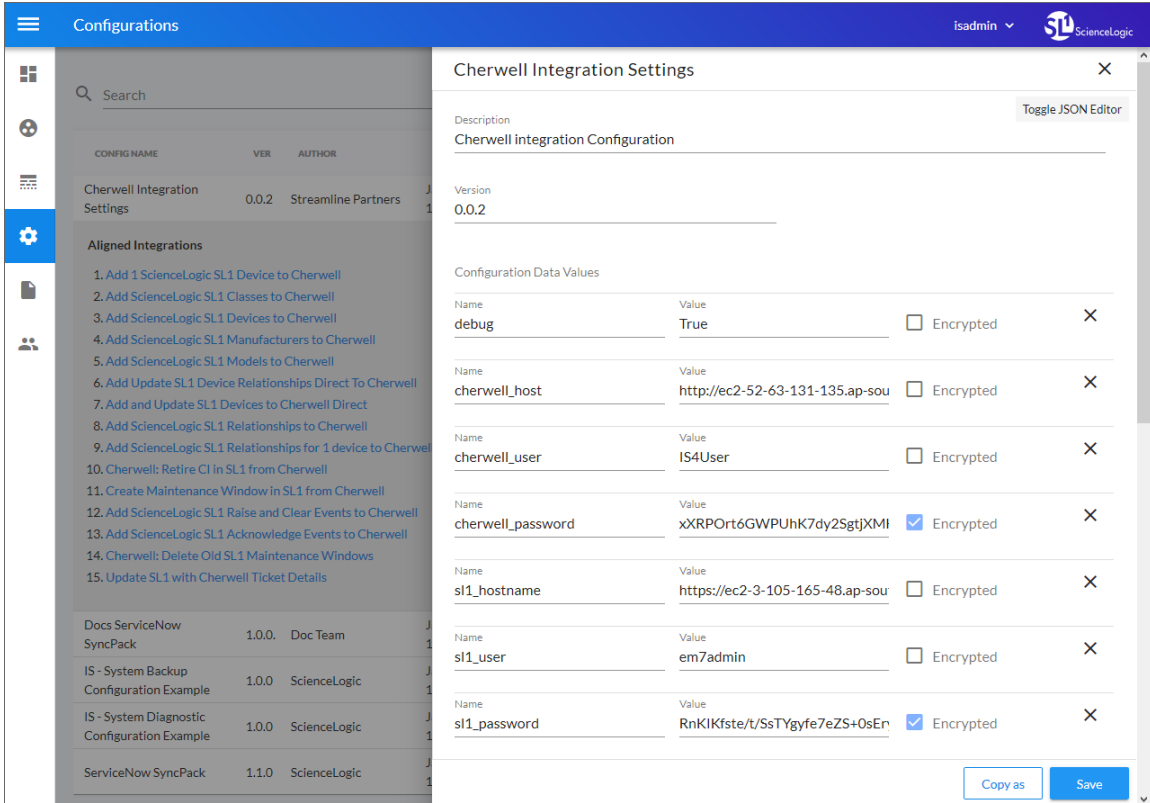 Configurations
isadmin
SL1 ScienceLogic
Search
CONFIG NAME VER AUTHOR
Cherwell Integration
Settings
0.0.2 Streamline Partners
J
1
Aligned Integrations
1. Add 1 ScienceLogic SL1 Device to Cherwell
2. Add ScienceLogic SL1 Classes to Cherwell
3. Add ScienceLogic SL1 Devices to Cherwell
4. Add ScienceLogic SL1 Manufacturers to Cherwell
5. Add ScienceLogic SL1 Models to Cherwell
6. Add Update SL1 Device Relationships Direct To Cherwell
7. Add and Update SL1 Devices to Cherwell Direct
8. Add ScienceLogic SL1 Relationships to Cherwell
9. Add ScienceLogic SL1 Relationships for 1 device to Cherwel
10. Cherwell: Retire CI in SL1 from Cherwell
11. Create Maintenance Window in SL1 from Cherwell
12. Add ScienceLogic SL1 Raise and Clear Events to Cherwell
13. Add ScienceLogic SL1 Acknowledge Events to Cherwell
14. Cherwell: Delete Old SL1 Maintenance Windows
15. Update SL1 with Cherwell Ticket Details
Docs ServiceNow
SyncPack
1.0.0. Doc Team
J
1
IS - System Backup
Configuration Example
1.0.0 ScienceLogic
J
1
IS - System Diagnostic
Configuration Example
1.0.0 ScienceLogic
J
1
ServiceNow SyncPack 1.1.0 ScienceLogic
J
1
Cherwell Integration Settings
Toggle JSON Editor
Description
Cherwell integration Configuration
Version
0.0.2
Configuration Data Values
Name Value
debug True Encrypted
Name Value
cherwell_host http://ec2-52-63-131-135.ap-sou Encrypted
Name Value
cherwell_user IS4User Encrypted
Name Value
cherwell_password xXRPOrt6GWPUhK7dy2SgtjXMH Encrypted
Name Value
sl1_hostname https://ec2-3-105-165-48.ap-sou Encrypted
Name Value
sl1_user em7admin Encrypted
Name Value
sl1_password RnKIKfste/t/SsTYgyfe7eZS+0sEry Encrypted
Copy as Save